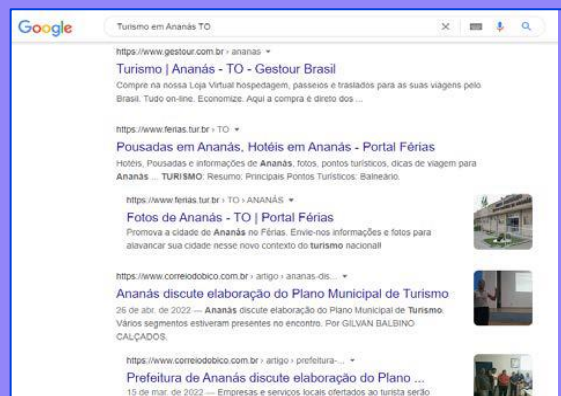 Google
Turismo em Ananás TO
https://www.gestour.com.br › ananas
Turismo | Ananás - TO - Gestour Brasil
Compre na nossa Loja Virtual hospedagem, passeios e traslados para as suas viagens pelo
Brasil. Tudo on-line. Economize. Aqui a compra é direto dos ...
https://www.ferias.tur.br › TO
Pousadas em Ananás, Hotéis em Ananás - Portal Férias
Hotéis, Pousadas e informações de Ananás, fotos, pontos turísticos, dicas de viagem para
Ananás ... TURISMO: Resumo: Principais Pontos Turísticos: Balneário.
https://www.ferias.tur.br › TO › ANANÁS
Fotos de Ananás - TO | Portal Férias
Promova a cidade de Ananás no Férias. Envie-nos informações e fotos para
alavancar sua cidade nesse novo contexto do turismo nacional!
https://www.correiodobico.com.br › artigo › ananas-dis...
Ananás discute elaboração do Plano Municipal de Turismo
26 de abr. de 2022 — Ananás discute elaboração do Plano Municipal de Turismo.
Vários segmentos estiveram presentes no encontro. Por GILVAN BALBINO
CALÇADOS.
https://www.correiodobico.com.br › artigo › prefeitura-...
Prefeitura de Ananás discute elaboração do Plano ...
15 de mar. de 2022 — Empresas e serviços locais ofertados ao turista serão